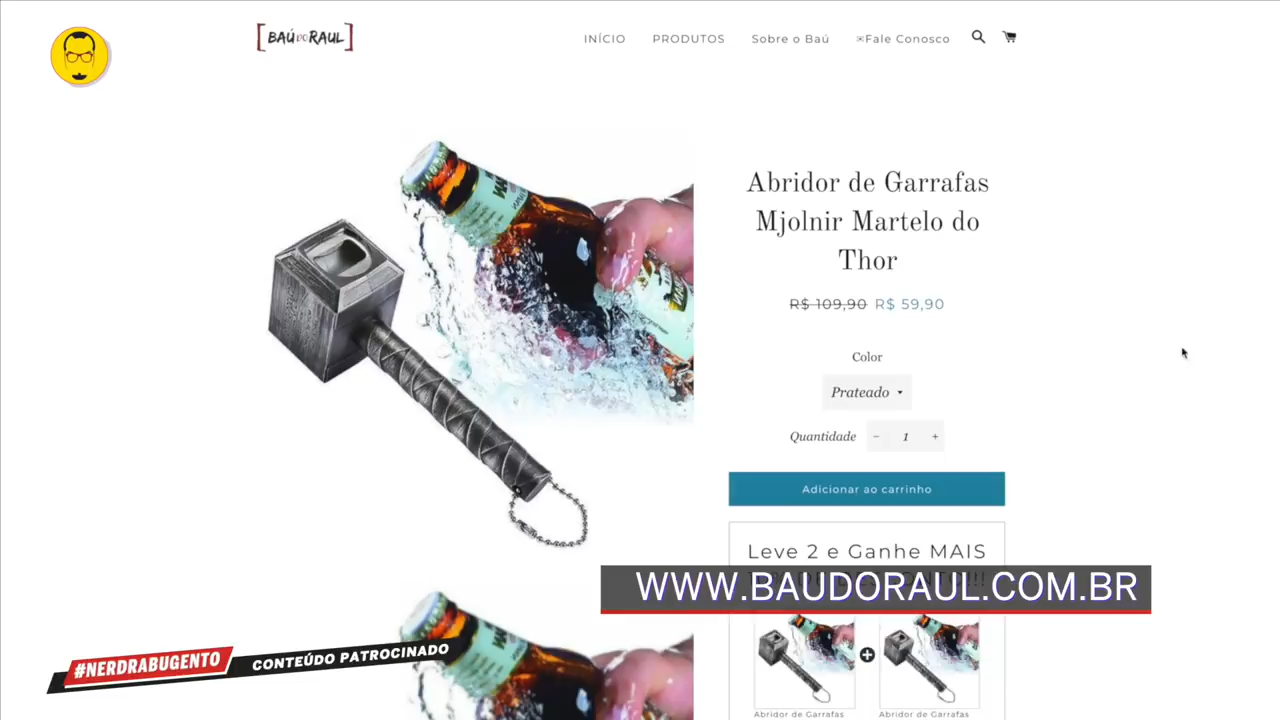 [BAÚ DO RAUL]
INÍCIO PRODUTOS Sobre o Baú ✉Fale Conosco
Abridor de Garrafas
Mjolnir Martelo do
Thor
R$ 109,90 R$ 59,90
Color
Prateado
Quantidade − 1 +
Adicionar ao carrinho
Leve 2 e Ganhe MAIS
WWW.BAUDORAUL.COM.BR
#NERDRABUGENTO CONTEÚDO PATROCINADO
Abridor de Garrafas Abridor de Garrafas